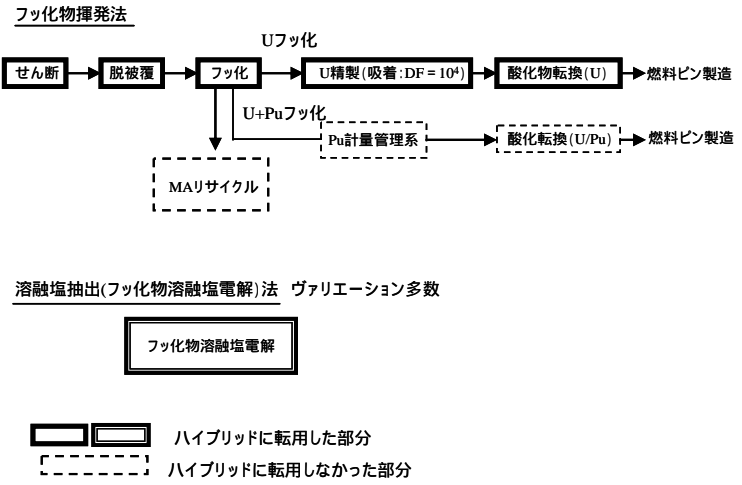 フッ化物揮発法
Uフッ化
せん断
脱被覆
フッ化
U精製(吸着:DF = 10⁴)
酸化物転換(U)
燃料ピン製造
U+Puフッ化
Pu計量管理系
酸化転換(U/Pu)
燃料ピン製造
MAリサイクル
溶融塩抽出(フッ化物溶融塩電解)法 ヴァリエーション多数
フッ化物溶融塩電解
ハイブリッドに転用した部分
ハイブリッドに転用しなかった部分